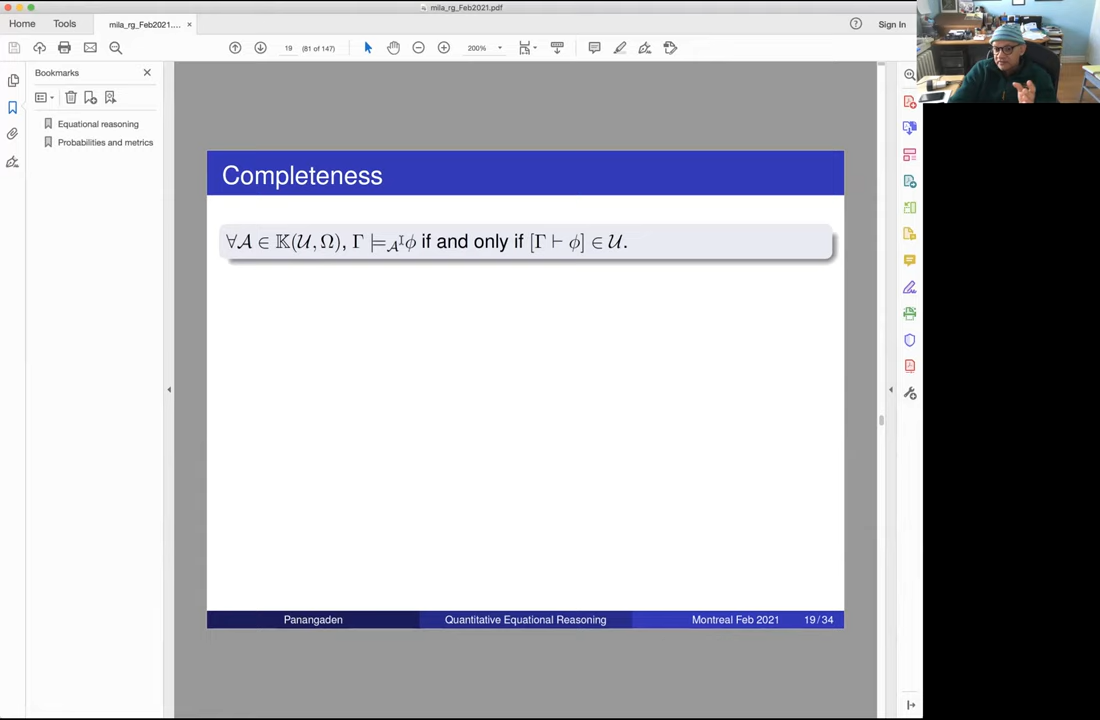 mila_rg_Feb2021.pdf
Home Tools mila_rg_Feb2021.... × Sign In
19 (81 of 147) 200%
Bookmarks
Equational reasoning
Probabilities and metrics
Completeness
∀𝒜 ∈ 𝕂(𝒰, Ω), Γ ⊨_𝒜 ϕ if and only if [Γ ⊢ ϕ] ∈ 𝒰.
Panangaden Quantitative Equational Reasoning Montreal Feb 2021 19 / 34